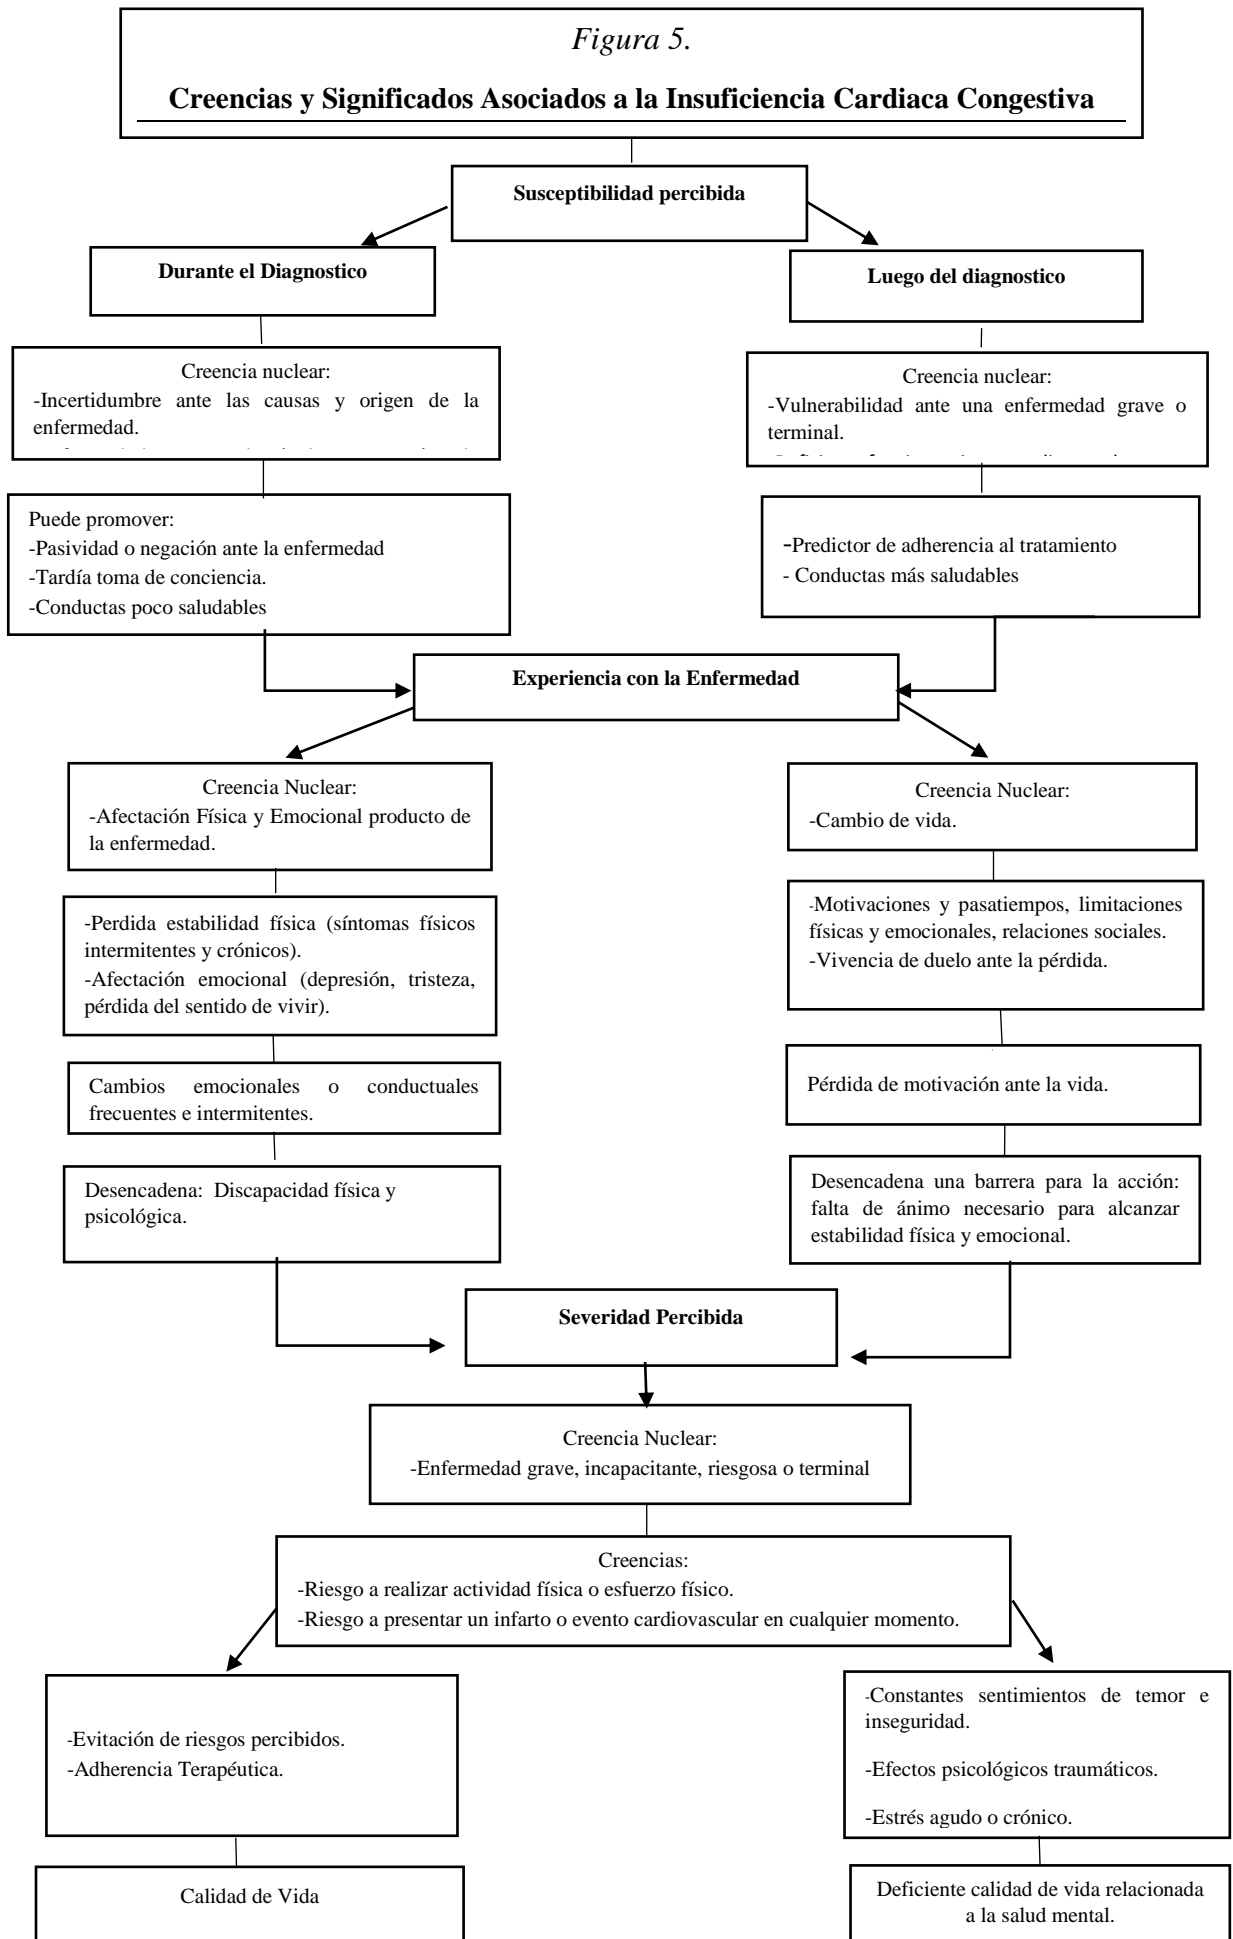 Figura 5.
Creencias y Significados Asociados a la Insuficiencia Cardiaca Congestiva
Susceptibilidad percibida
Durante el Diagnostico
Luego del diagnostico
Creencia nuclear:
-Incertidumbre ante las causas y origen de la
enfermedad.
Creencia nuclear:
-Vulnerabilidad ante una enfermedad grave o
terminal.
Puede promover:
-Pasividad o negación ante la enfermedad
-Tardía toma de conciencia.
-Conductas poco saludables
-Predictor de adherencia al tratamiento
- Conductas más saludables
Experiencia con la Enfermedad
Creencia Nuclear:
-Afectación Física y Emocional producto de
la enfermedad.
Creencia Nuclear:
-Cambio de vida.
-Perdida estabilidad física (síntomas físicos
intermitentes y crónicos).
-Afectación emocional (depresión, tristeza,
pérdida del sentido de vivir).
-Motivaciones y pasatiempos, limitaciones
físicas y emocionales, relaciones sociales.
-Vivencia de duelo ante la pérdida.
Cambios emocionales o conductuales
frecuentes e intermitentes.
Pérdida de motivación ante la vida.
Desencadena: Discapacidad física y
psicológica.
Desencadena una barrera para la acción:
falta de ánimo necesario para alcanzar
estabilidad física y emocional.
Severidad Percibida
Creencia Nuclear:
-Enfermedad grave, incapacitante, riesgosa o terminal
Creencias:
-Riesgo a realizar actividad física o esfuerzo físico.
-Riesgo a presentar un infarto o evento cardiovascular en cualquier momento.
-Evitación de riesgos percibidos.
-Adherencia Terapéutica.
-Constantes sentimientos de temor e
inseguridad.
-Efectos psicológicos traumáticos.
-Estrés agudo o crónico.
Calidad de Vida
Deficiente calidad de vida relacionada
a la salud mental.